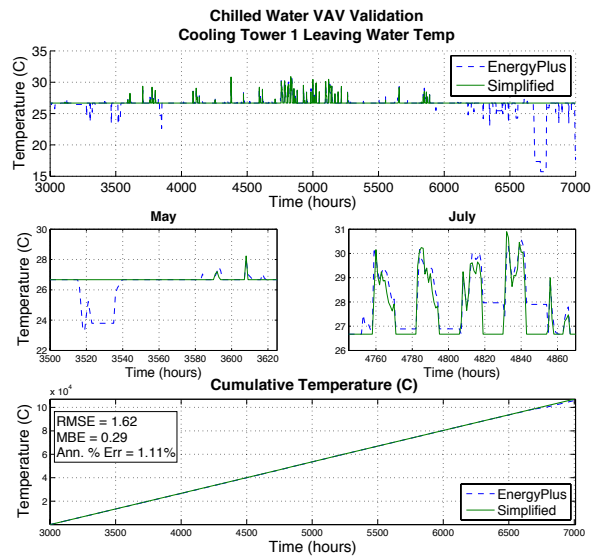 Chilled Water VAV Validation
Cooling Tower 1 Leaving Water Temp
35
30
25
20
15
Temperature (C)
EnergyPlus
Simplified
3000 3500 4000 4500 5000 5500 6000 6500 7000
Time (hours)
May
30
28
26
24
22
Temperature (C)
3500 3520 3540 3560 3580 3600 3620
Time (hours)
July
31
30
29
28
27
26
4760 4780 4800 4820 4840 4860
Time (hours)
Cumulative Temperature (C)
x 10⁴
10
8
6
4
2
Temperature (C)
RMSE = 1.62
MBE = 0.29
Ann. % Err = 1.11%
EnergyPlus
Simplified
3000 3500 4000 4500 5000 5500 6000 6500 7000
Time (hours)